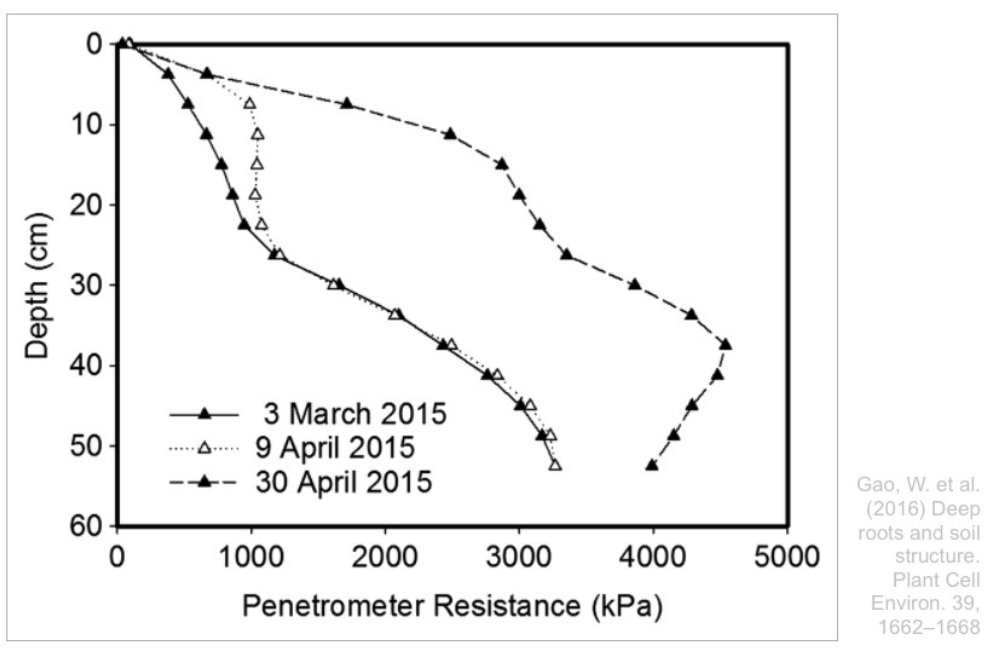 0
10
20
30
40
50
60
Depth (cm)
3 March 2015
9 April 2015
30 April 2015
0 1000 2000 3000 4000 5000
Penetrometer Resistance (kPa)
Gao, W. et al.
(2016) Deep
roots and soil
structure.
Plant Cell
Environ. 39,
1662–1668